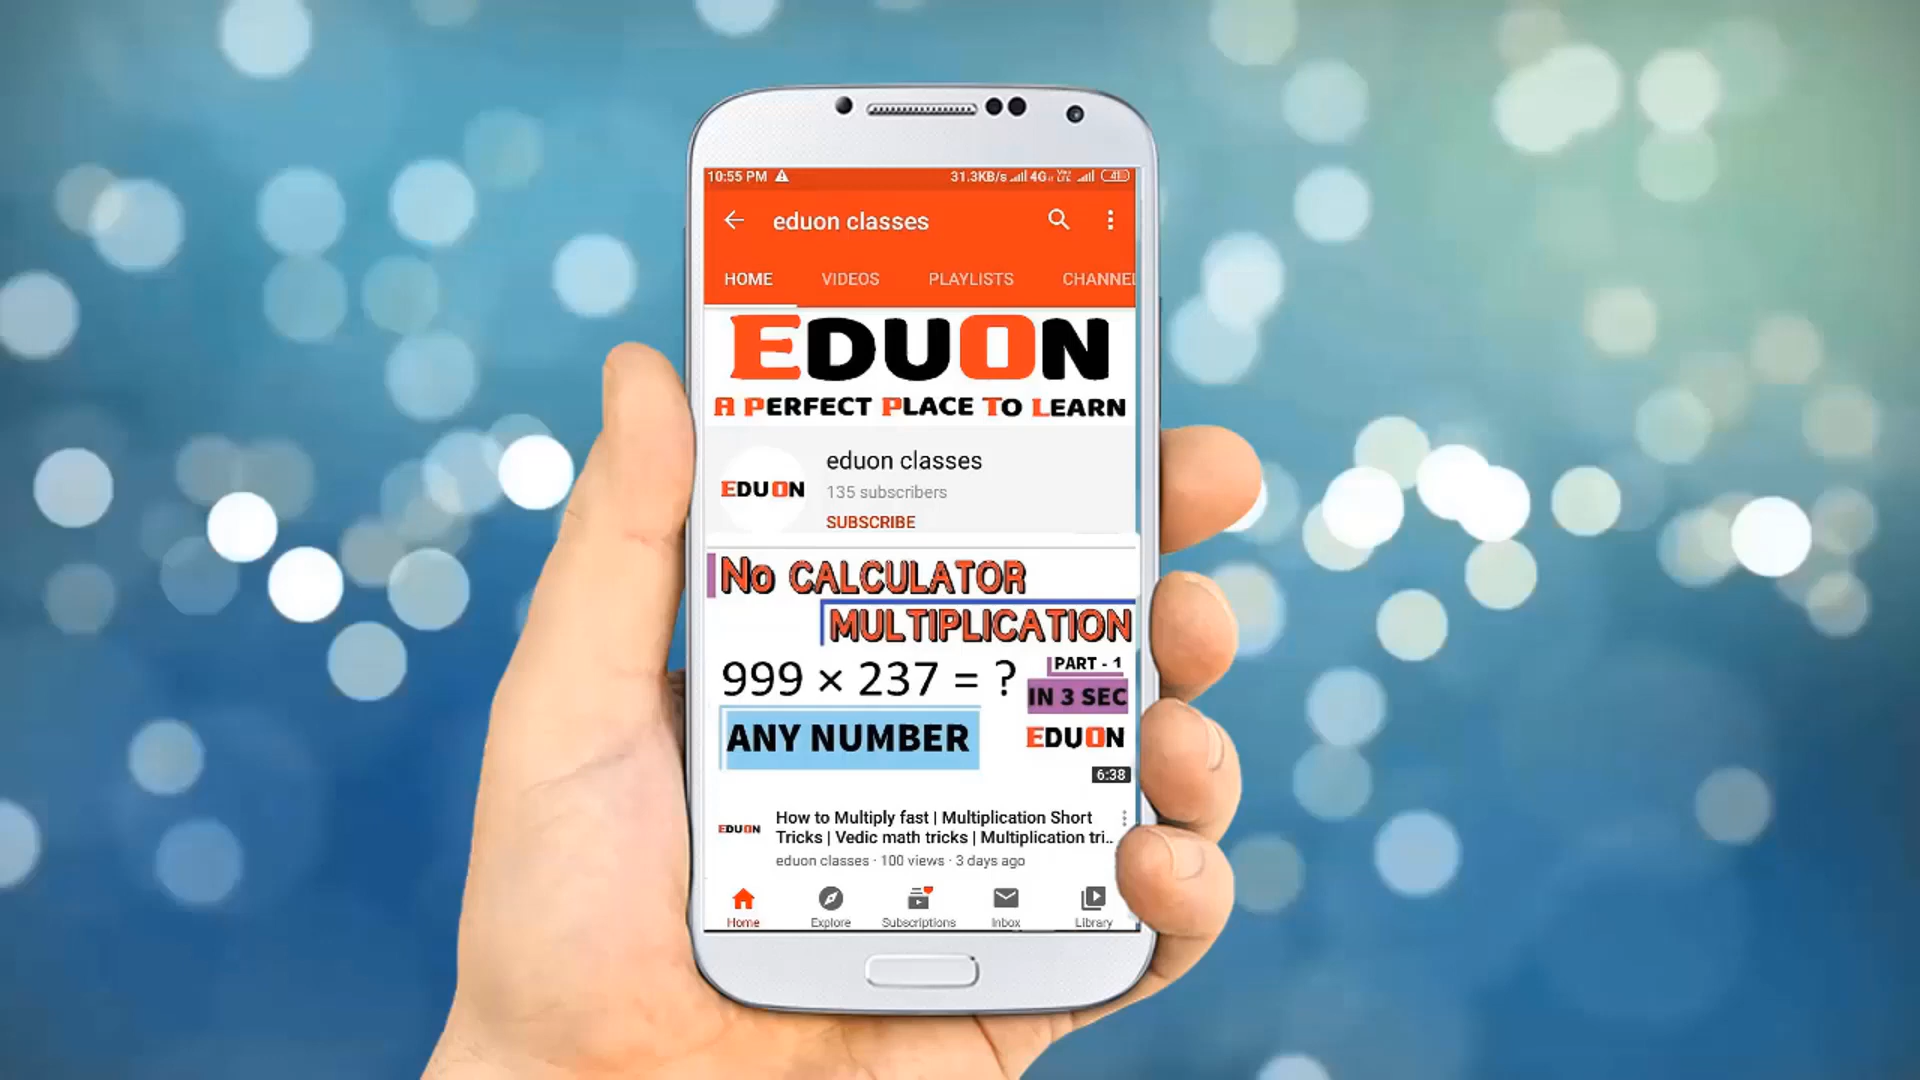 10:55 PM 31.3KB/s 4G 41
eduon classes
HOME VIDEOS PLAYLISTS CHANNEL
EDUON
A PERFECT PLACE TO LEARN
EDUON
eduon classes
135 subscribers
SUBSCRIBE
No CALCULATOR
MULTIPLICATION
999 × 237 = ?
PART - 1
IN 3 SEC
ANY NUMBER
EDUON
6:38
EDUON
How to Multiply fast | Multiplication Short
Tricks | Vedic math tricks | Multiplication tri..
eduon classes · 100 views · 3 days ago
Home Explore Subscriptions Inbox Library